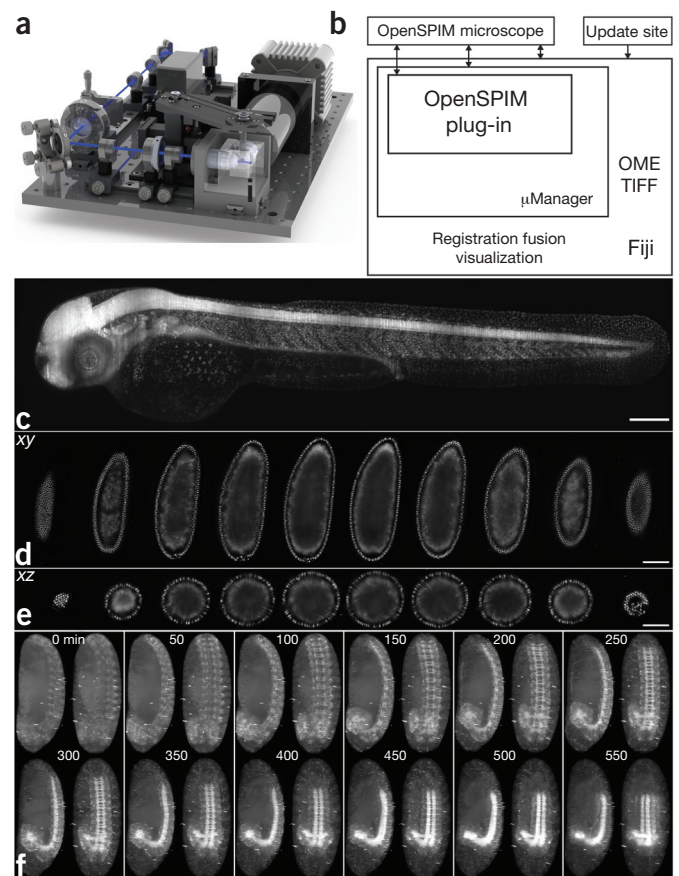 a
b
OpenSPIM microscope
Update site
OpenSPIM
plug-in
OME
TIFF
μManager
Registration fusion
visualization
Fiji
c
xy
d
xz
e
0 min
50
100
150
200
250
300
350
400
450
500
550
f